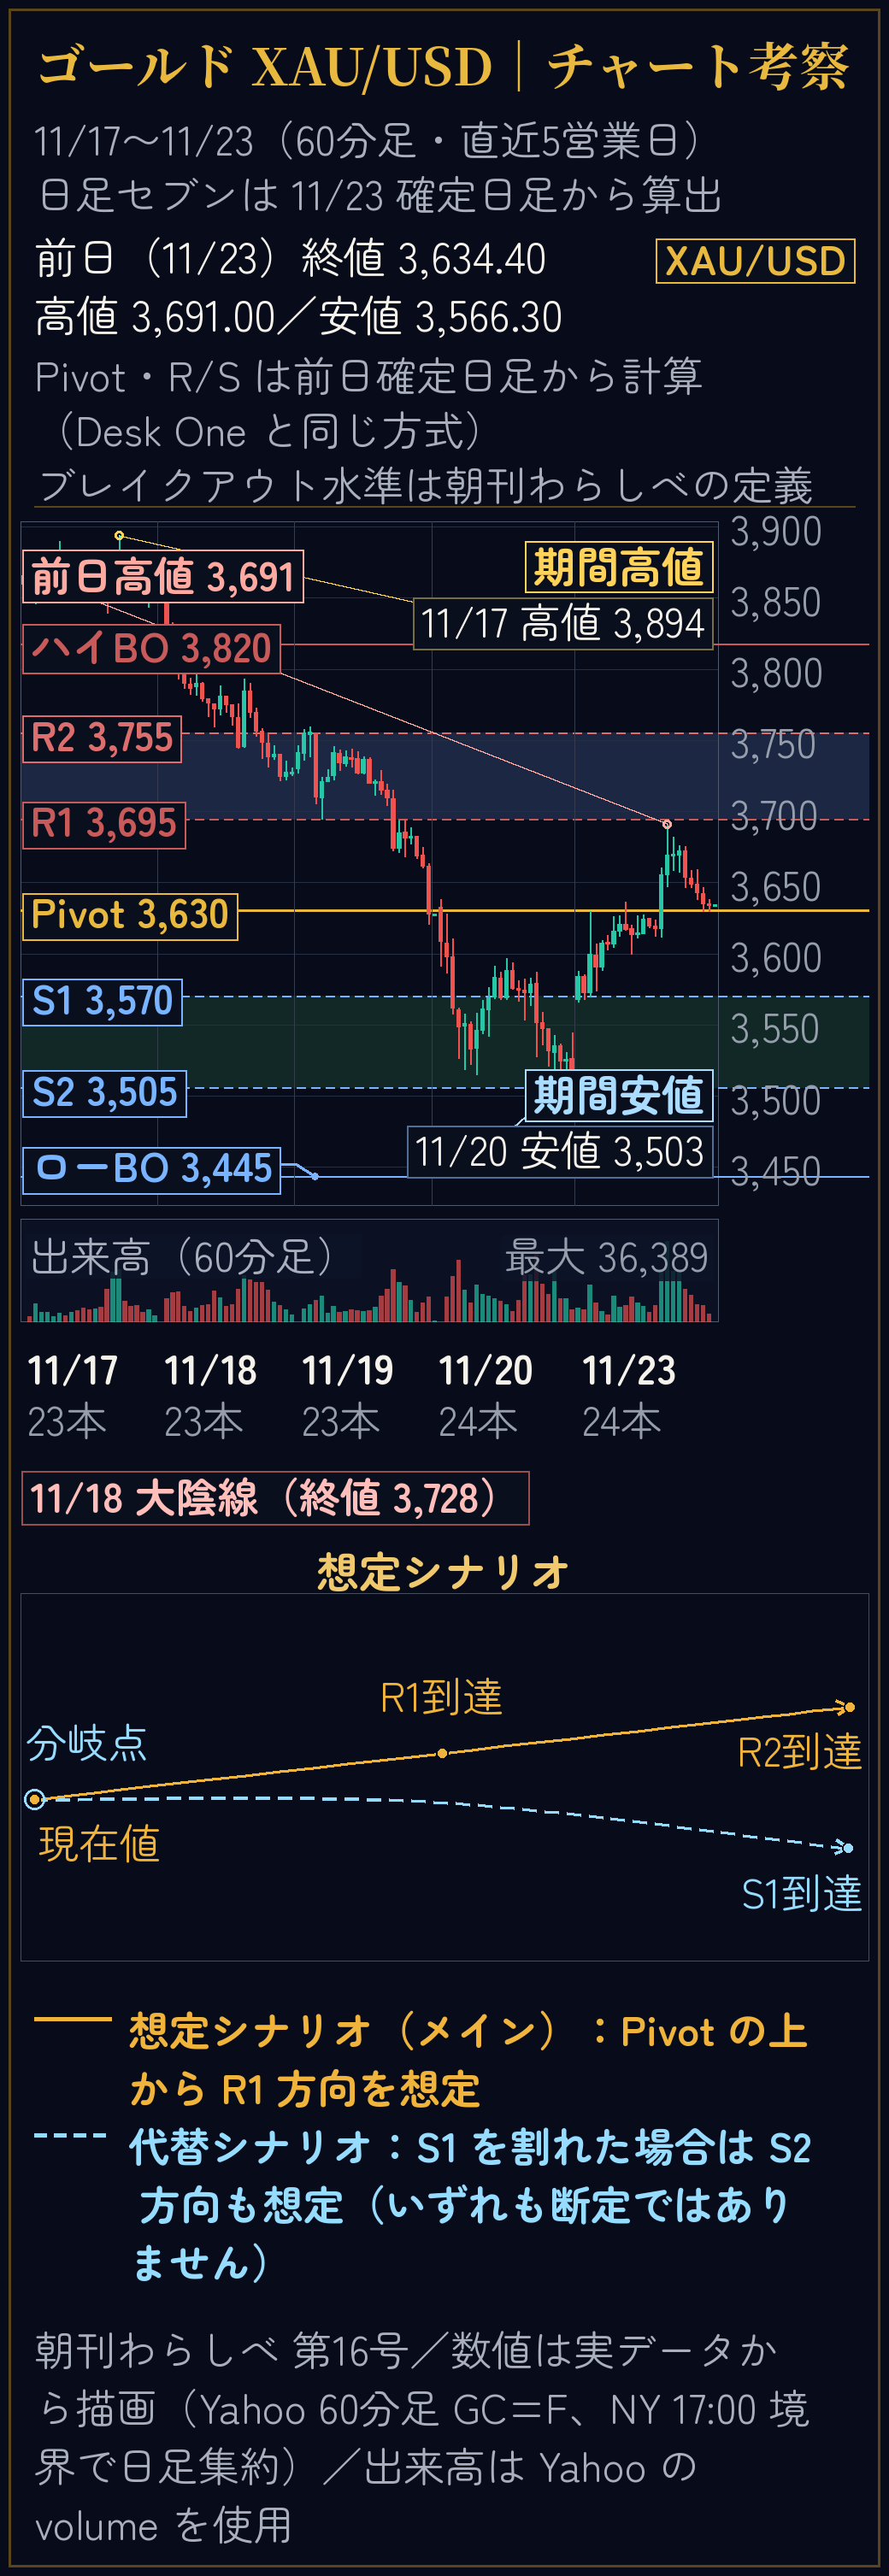 ゴールド XAU/USD｜チャート考察
11/17〜11/23（60分足・直近5営業日）
日足セブンは 11/23 確定日足から算出
前日（11/23）終値 3,634.40
XAU/USD
高値 3,691.00／安値 3,566.30
Pivot・R/S は前日確定日足から計算
（Desk One と同じ方式）
ブレイクアウト水準は朝刊わらしべの定義
3,900
期間高値
前日高値 3,691
3,850
11/17 高値 3,894
ハイBO 3,820
3,800
R2 3,755
3,750
R1 3,695
3,700
3,650
Pivot 3,630
3,600
S1 3,570
3,550
S2 3,505
期間安値
3,500
11/20 安値 3,503
ローBO 3,445
3,450
出来高（60分足）
最大 36,389
11/17 11/18 11/19 11/20 11/23
23本 23本 23本 24本 24本
11/18 大陰線（終値 3,728）
想定シナリオ
R1到達
分岐点
R2到達
現在値
S1到達
想定シナリオ（メイン）：Pivot の上
から R1 方向を想定
代替シナリオ：S1 を割れた場合は S2
方向も想定（いずれも断定ではあり
ません）
朝刊わらしべ 第16号／数値は実データか
ら描画（Yahoo 60分足 GC=F、NY 17:00 境
界で日足集約）／出来高は Yahoo の
volume を使用